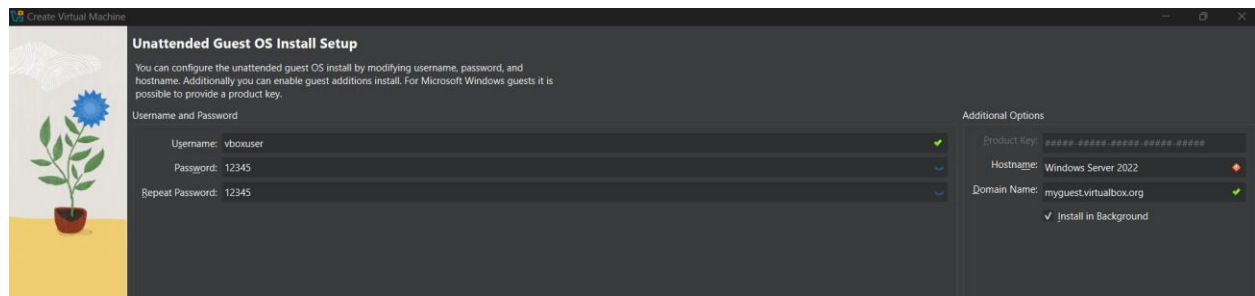 Create Virtual Machine
Unattended Guest OS Install Setup
You can configure the unattended guest OS install by modifying username, password, and
hostname. Additionally you can enable guest additions install. For Microsoft Windows guests it is
possible to provide a product key.
Username and Password
Username: vboxuser
Password: 12345
Repeat Password: 12345
Additional Options
Product Key: #####-#####-#####-#####-#####
Hostname: Windows Server 2022
Domain Name: myguest.virtualbox.org
Install in Background